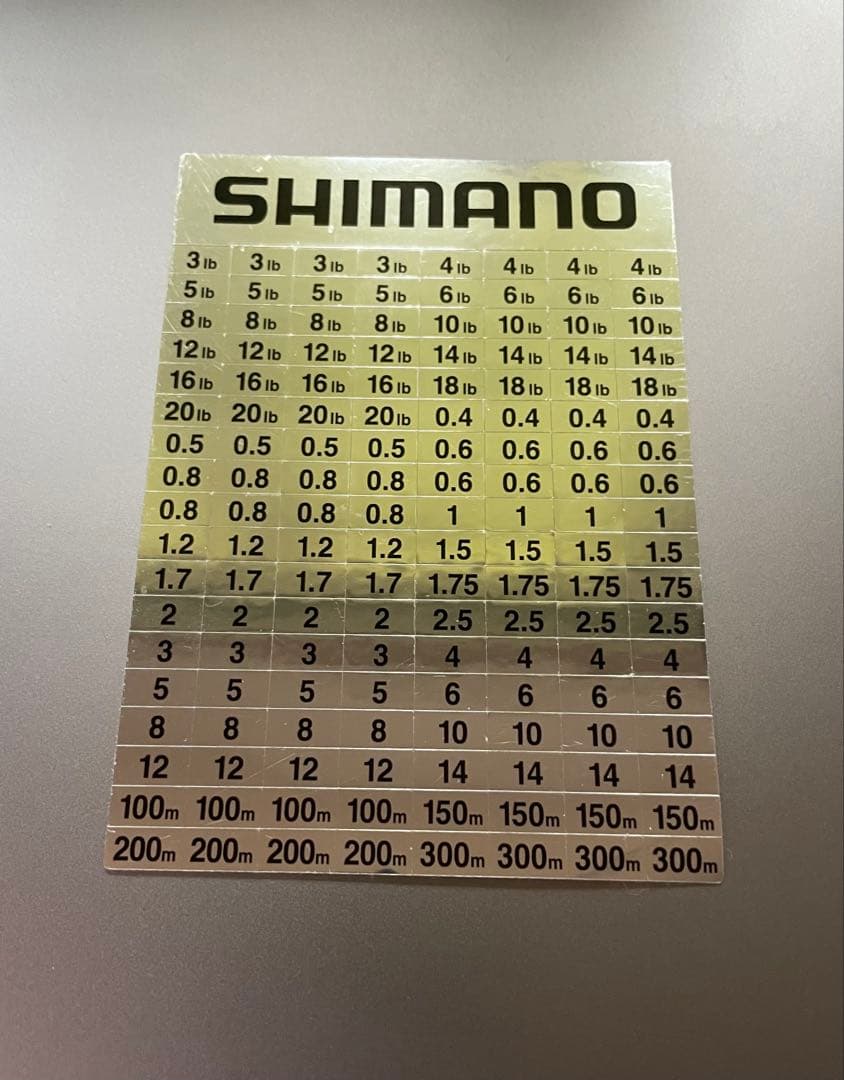 SHIMANO
3lb 3lb 3lb 3lb 4lb 4lb 4lb 4lb
5lb 5lb 5lb 5lb 6lb 6lb 6lb 6lb
8lb 8lb 8lb 8lb 10lb 10lb 10lb 10lb
12lb 12lb 12lb 12lb 14lb 14lb 14lb 14lb
16lb 16lb 16lb 16lb 18lb 18lb 18lb 18lb
20lb 20lb 20lb 20lb 0.4 0.4 0.4 0.4
0.5 0.5 0.5 0.5 0.6 0.6 0.6 0.6
0.8 0.8 0.8 0.8 0.6 0.6 0.6 0.6
0.8 0.8 0.8 0.8 1 1 1 1
1.2 1.2 1.2 1.2 1.5 1.5 1.5 1.5
1.7 1.7 1.7 1.7 1.75 1.75 1.75 1.75
2 2 2 2 2.5 2.5 2.5 2.5
3 3 3 3 4 4 4 4
5 5 5 5 6 6 6 6
8 8 8 8 10 10 10 10
12 12 12 12 14 14 14 14
100m 100m 100m 100m 150m 150m 150m 150m
200m 200m 200m 200m 300m 300m 300m 300m